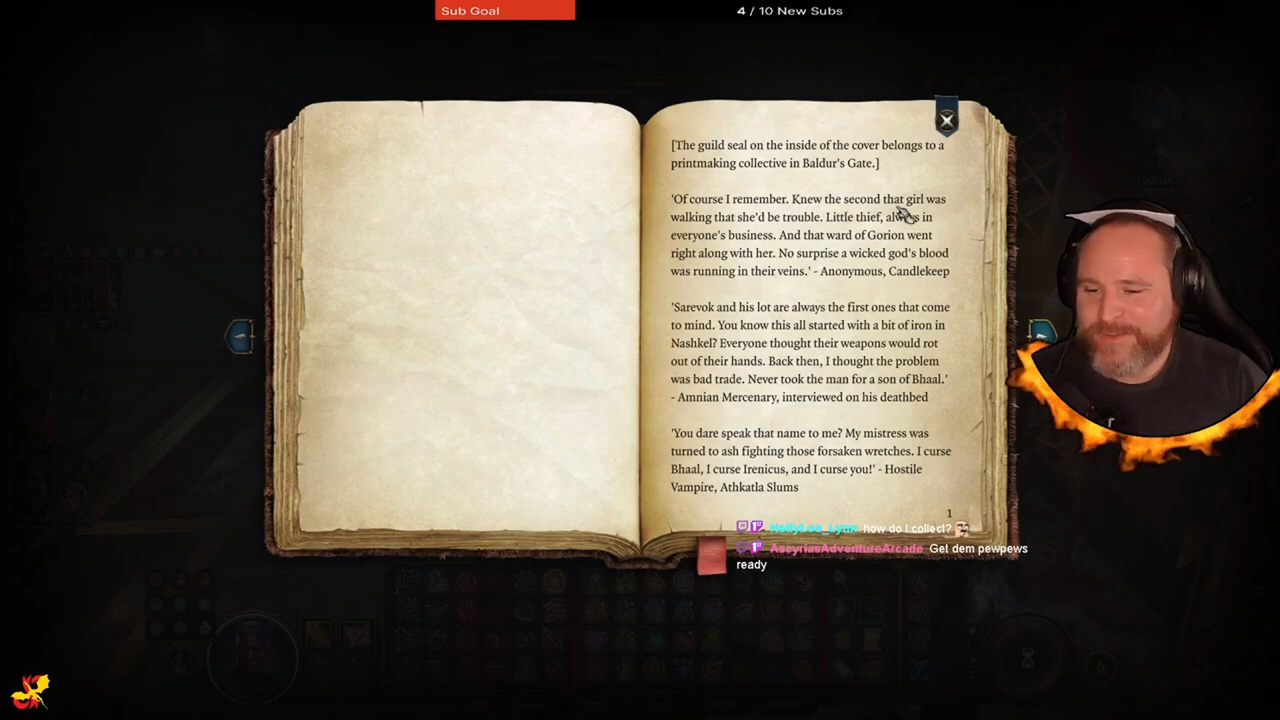 Sub Goal
4 / 10 New Subs
[The guild seal on the inside of the cover belongs to a
printmaking collective in Baldur's Gate.]
'Of course I remember. Knew the second that girl was
walking that she'd be trouble. Little thief, always in
everyone's business. And that ward of Gorion went
right along with her. No surprise a wicked god's blood
was running in their veins.' - Anonymous, Candlekeep
'Sarevok and his lot are always the first ones that come
to mind. You know this all started with a bit of iron in
Nashkel? Everyone thought their weapons would rot
out of their hands. Back then, I thought the problem
was bad trade. Never took the man for a son of Bhaal.'
- Amnian Mercenary, interviewed on his deathbed
'You dare speak that name to me? My mistress was
turned to ash fighting those forsaken wretches. I curse
Bhaal, I curse Irenicus, and I curse you!' - Hostile
Vampire, Athkatla Slums
1
how do I collect?
AscyriasAdventureArcade Get dem pewpews
ready